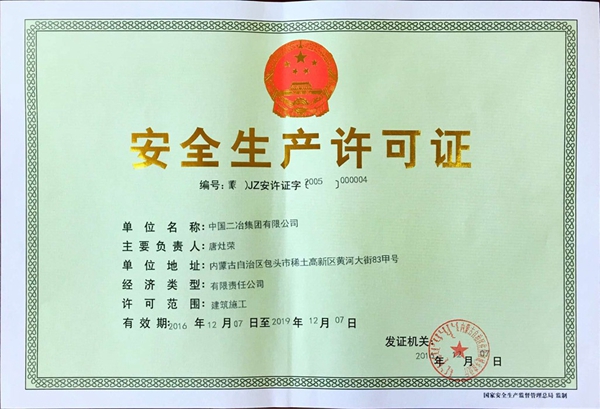 安全生产许可证
编号: (   )JZ安许证字〔2005   〕000004
单位名称: 中国二冶集团有限公司
主要负责人: 唐灶荣
单位地址: 内蒙古自治区包头市稀土高新区黄河大街83甲号
经济类型: 有限责任公司
许可范围: 建筑施工
有效期: 2016 年 12 月 07 日至 2019 年 12 月 07 日
发证机关:
年 月 日
国家安全生产监督管理总局 监制